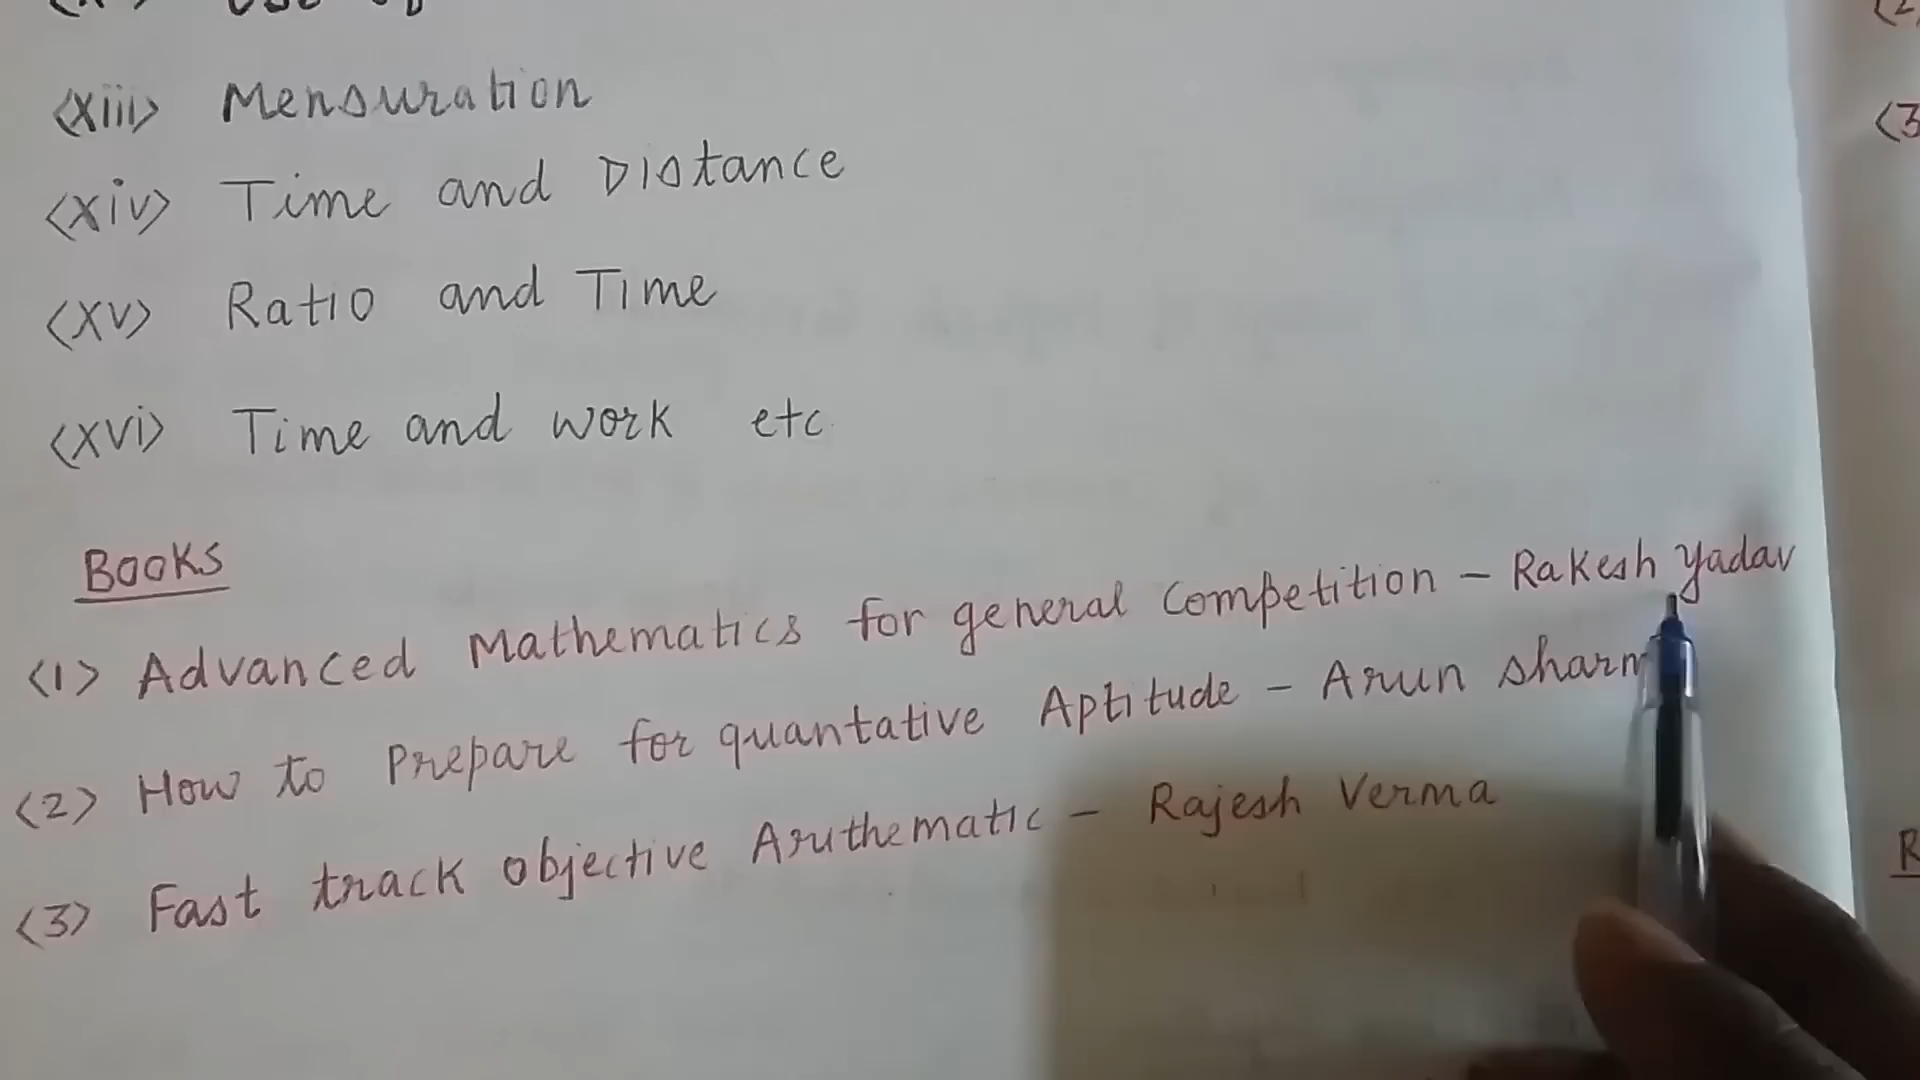 <xiii> Mensuration
<xiv> Time and Distance
<xv> Ratio and Time
<xvi> Time and work etc.
Books
<1> Advanced Mathematics for general Competition - Rakesh yadav
<2> How to Prepare for quantative Aptitude - Arun sharm
<3> Fast track objective Aruthematic - Rajesh Verma
<3
R